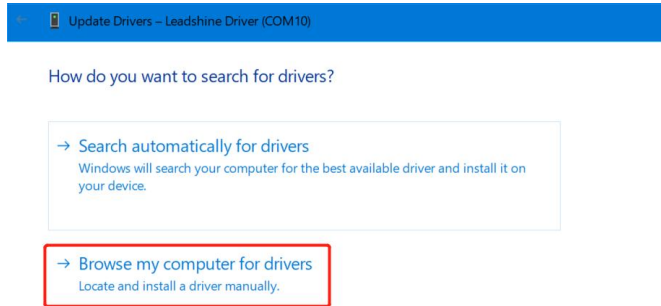 Update Drivers – Leadshine Driver (COM10)
How do you want to search for drivers?
→ Search automatically for drivers
Windows will search your computer for the best available driver and install it on
your device.
→ Browse my computer for drivers
Locate and install a driver manually.